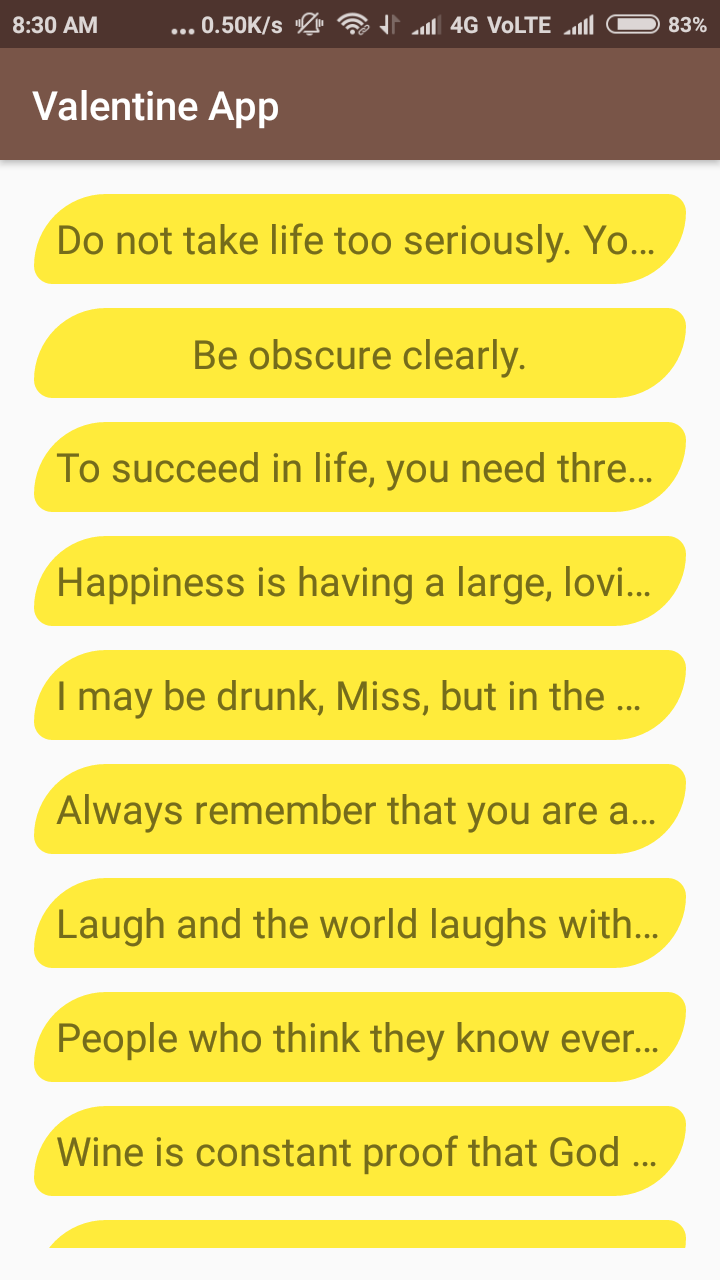 8:30 AM ... 0.50K/s 4G VoLTE 83%
Valentine App
Do not take life too seriously. Yo...
Be obscure clearly.
To succeed in life, you need thre...
Happiness is having a large, lovi...
I may be drunk, Miss, but in the ...
Always remember that you are a...
Laugh and the world laughs with...
People who think they know ever...
Wine is constant proof that God ...